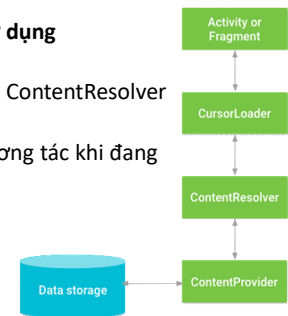 dụng
ContentResolver
ơng tác khi đang
Activity or
Fragment
CursorLoader
ContentResolver
ContentProvider
Data storage